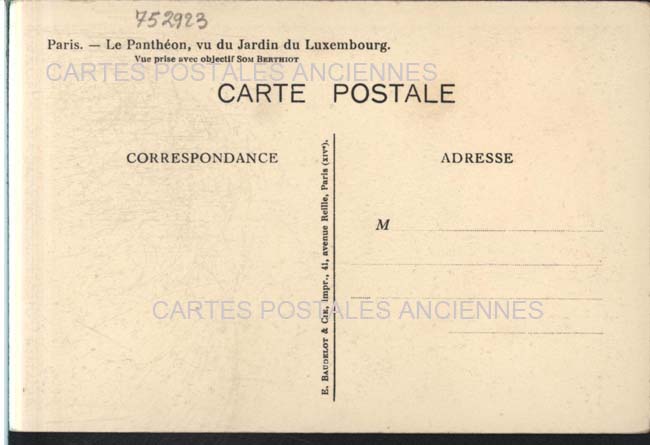 752923
Paris. — Le Panthéon, vu du Jardin du Luxembourg.
Vue prise avec objectif SOM BERTHIOT
CARTES POSTALES ANCIENNES
CARTE POSTALE
CORRESPONDANCE
ADRESSE
M
E. BAUDELOT & CIE, impr., 41, avenue Reille, Paris (XIVe).
CARTES POSTALES ANCIENNES